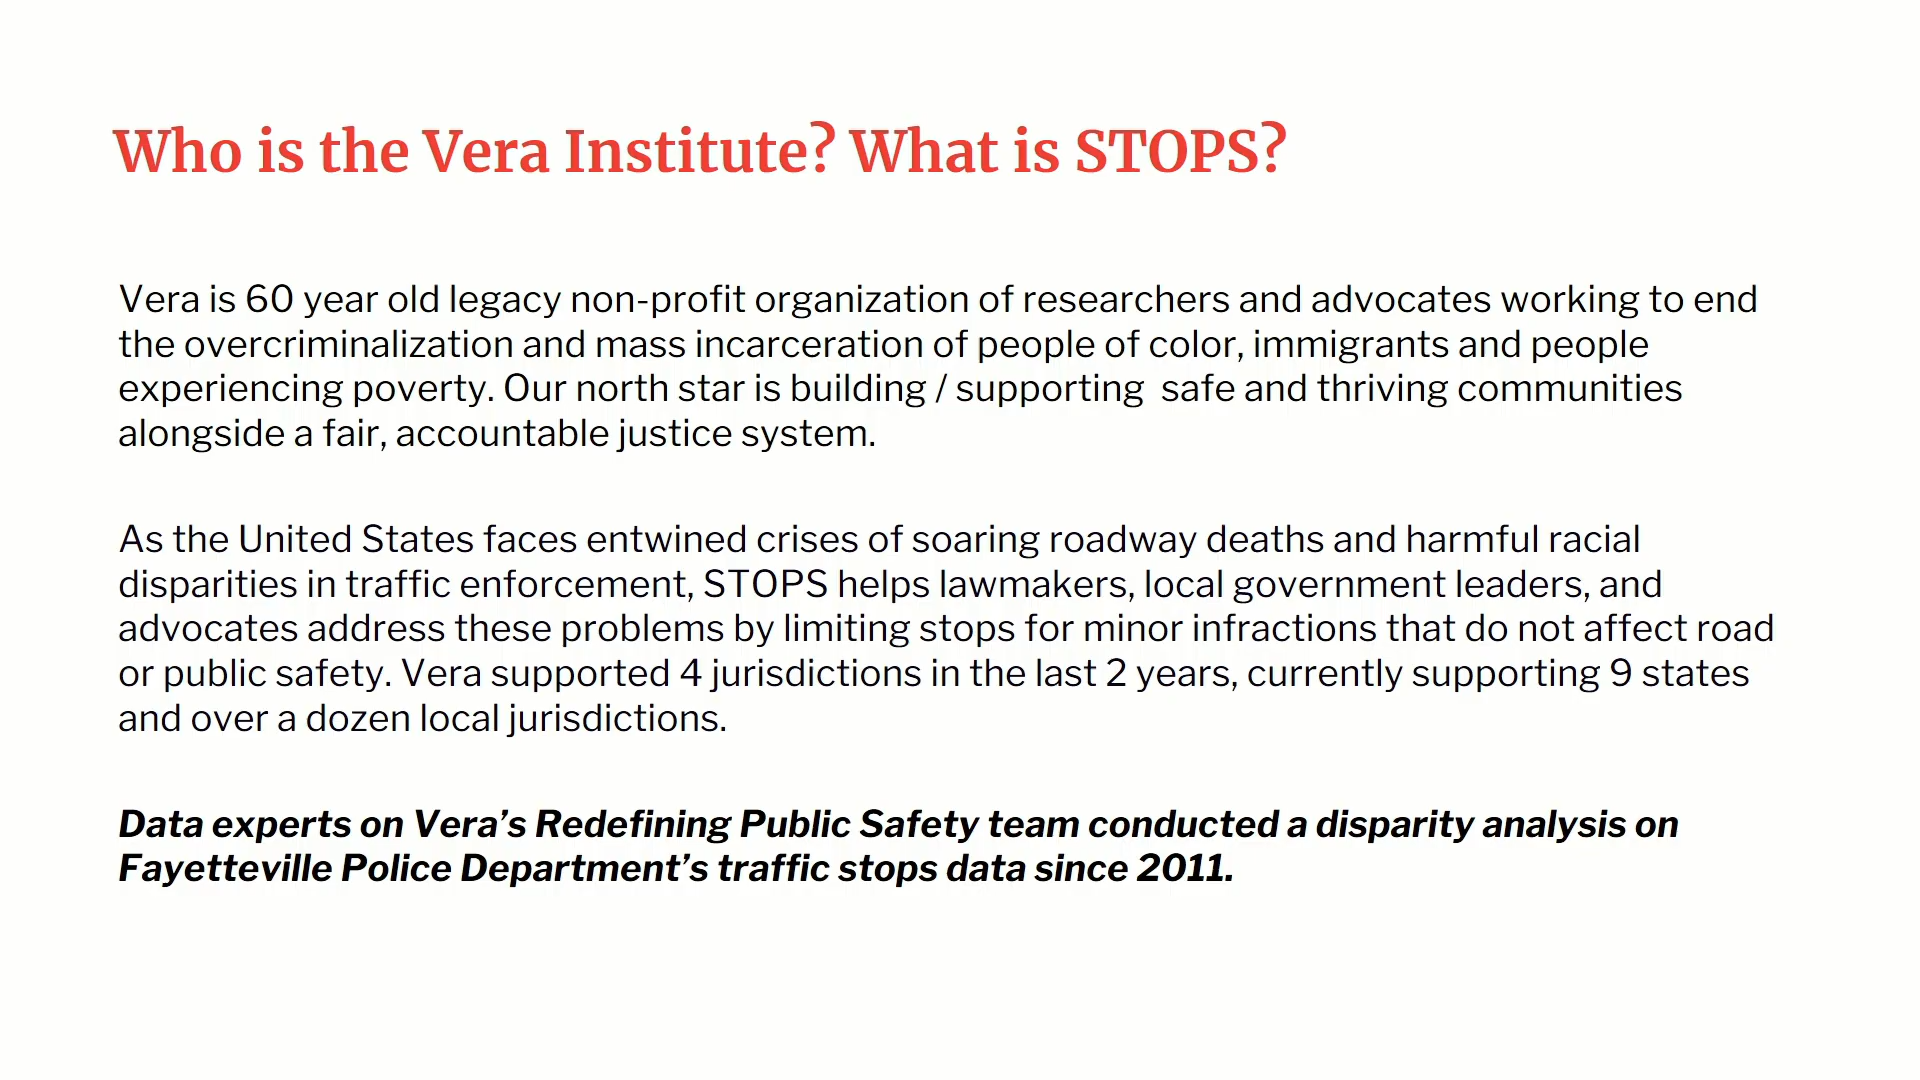 Who is the Vera Institute? What is STOPS?
Vera is 60 year old legacy non-profit organization of researchers and advocates working to end
the overcriminalization and mass incarceration of people of color, immigrants and people
experiencing poverty. Our north star is building / supporting  safe and thriving communities
alongside a fair, accountable justice system.
As the United States faces entwined crises of soaring roadway deaths and harmful racial
disparities in traffic enforcement, STOPS helps lawmakers, local government leaders, and
advocates address these problems by limiting stops for minor infractions that do not affect road
or public safety. Vera supported 4 jurisdictions in the last 2 years, currently supporting 9 states
and over a dozen local jurisdictions.
Data experts on Vera’s Redefining Public Safety team conducted a disparity analysis on
Fayetteville Police Department’s traffic stops data since 2011.